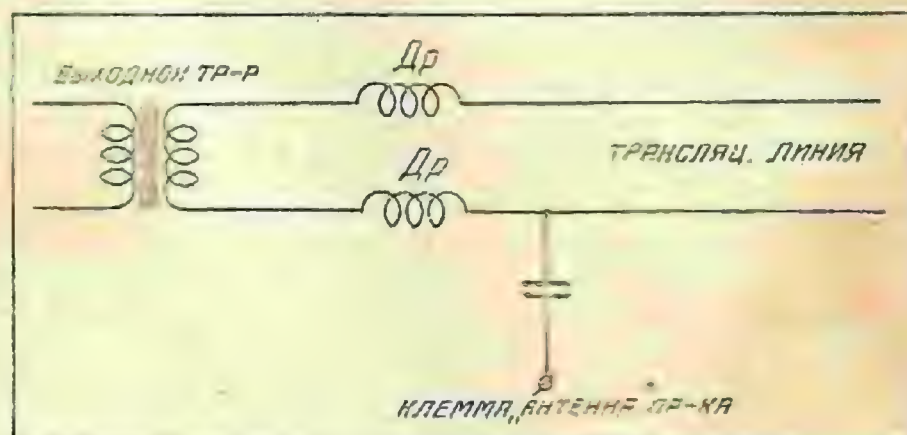 ВЫХОДНОЙ ТР-Р
Др
Др
ТРАНСЛЯЦ. ЛИНИЯ
КЛЕММА „АНТЕННА" ПР-КА